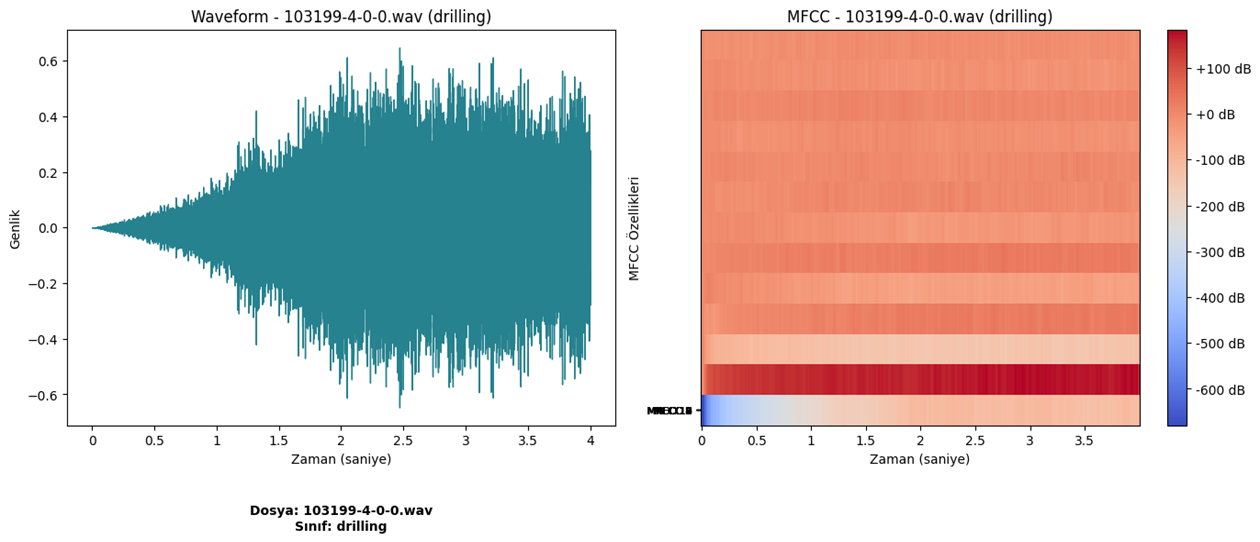 Waveform - 103199-4-0-0.wav (drilling)
Genlik
0.6
0.4
0.2
0.0
−0.2
−0.4
−0.6
0
0.5
1
1.5
2
2.5
3
3.5
4
Zaman (saniye)
MFCC - 103199-4-0-0.wav (drilling)
MFCC Özellikleri
0
0.5
1
1.5
2
2.5
3
3.5
Zaman (saniye)
+100 dB
+0 dB
-100 dB
-200 dB
-300 dB
-400 dB
-500 dB
-600 dB
Dosya: 103199-4-0-0.wav
Sınıf: drilling